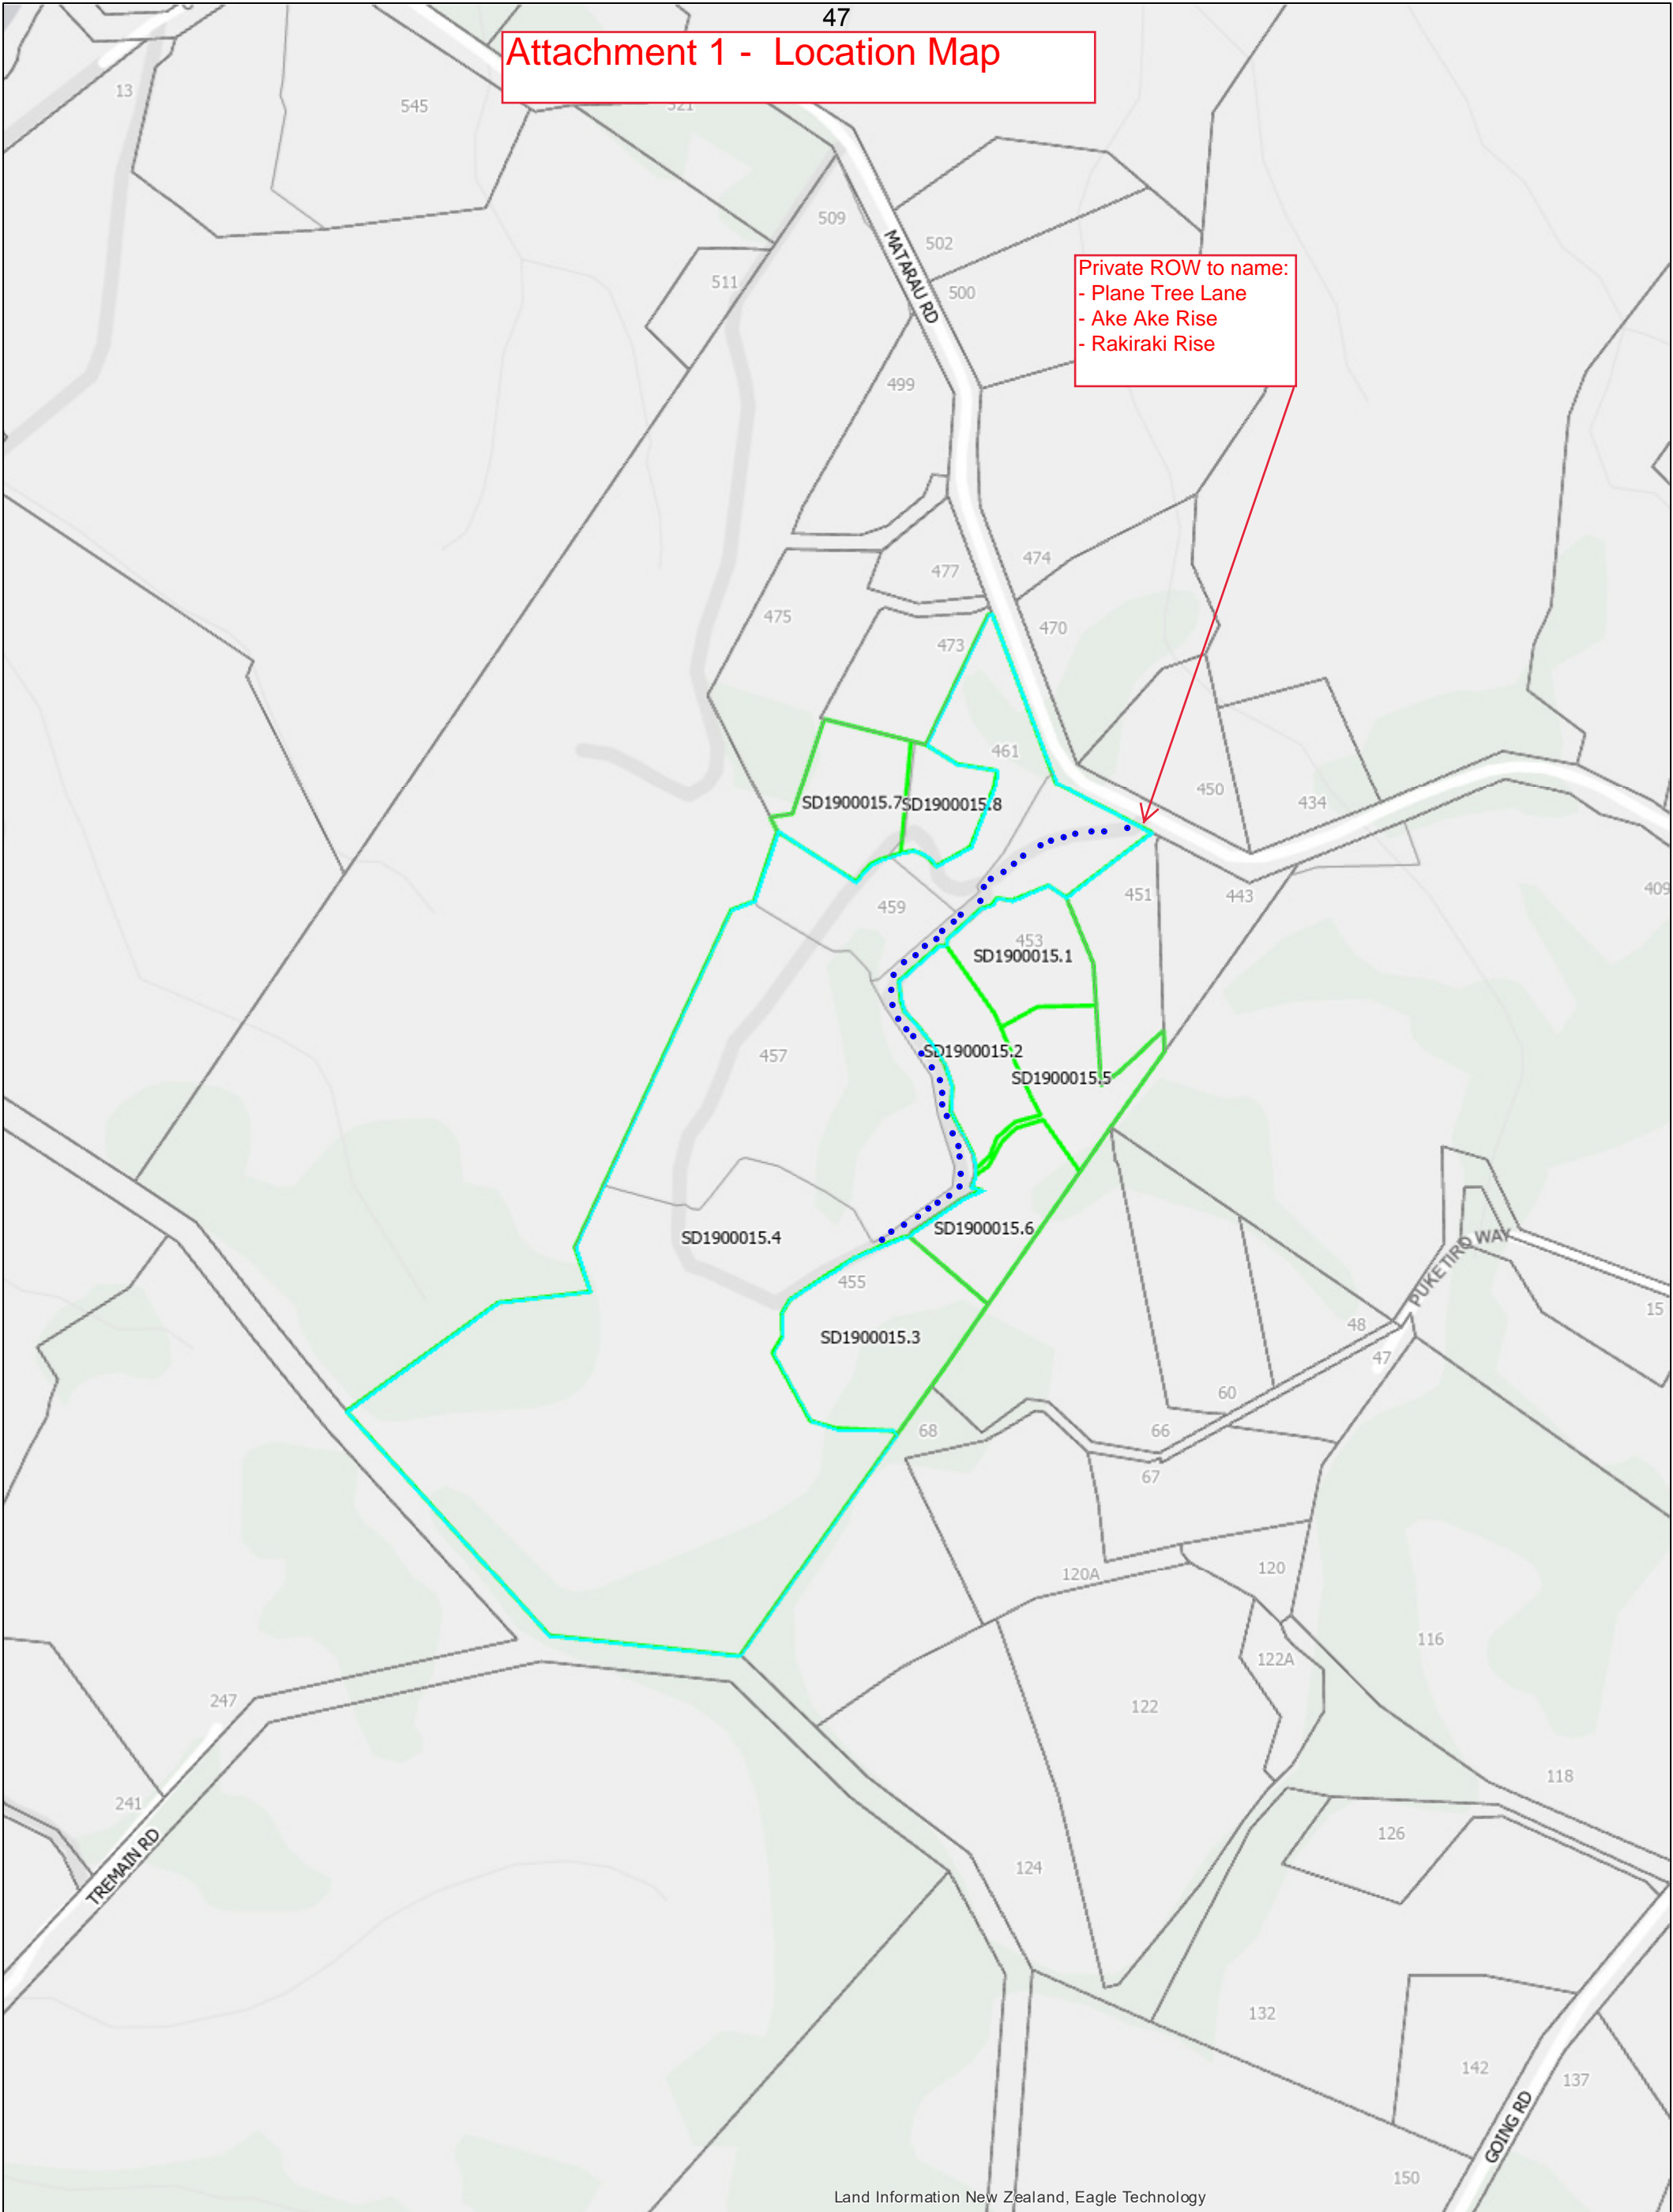 47
Attachment 1 - Location Map
13
545
521
509
502
MATARAU RD
511
500
Private ROW to name:
- Plane Tree Lane
- Ake Ake Rise
- Rakiraki Rise
499
474
477
475
470
473
461
450
434
SD1900015.7
SD1900015.8
451
443
409
459
453
SD1900015.1
457
SD1900015.2
SD1900015.5
SD1900015.6
SD1900015.4
PUKETIRO WAY
455
15
48
SD1900015.3
47
60
68
66
67
120A
120
116
122A
247
122
118
241
126
TREMAIN RD
124
132
142
137
GOING RD
150
Land Information New Zealand, Eagle Technology